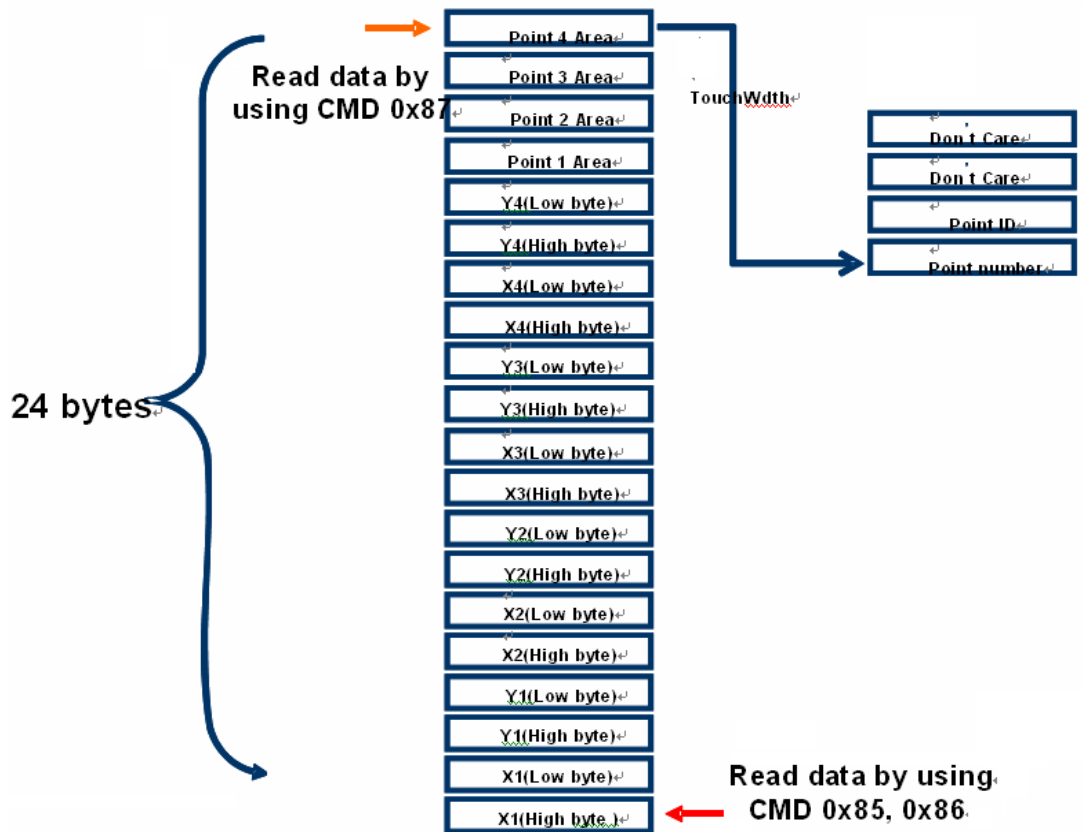 Point 4 Area
Read data by
using CMD 0x87
Point 3 Area
Point 2 Area
Point 1 Area
Y4(Low byte)
Y4(High byte)
X4(Low byte)
X4(High byte)
Y3(Low byte)
Y3(High byte)
X3(Low byte)
X3(High byte)
Y2(Low byte)
Y2(High byte)
X2(Low byte)
X2(High byte)
Y1(Low byte)
Y1(High byte)
X1(Low byte)
X1(High byte )
24 bytes
TouchWdth
Don't Care
Don't Care
Point ID
Point number
Read data by using
CMD 0x85, 0x86